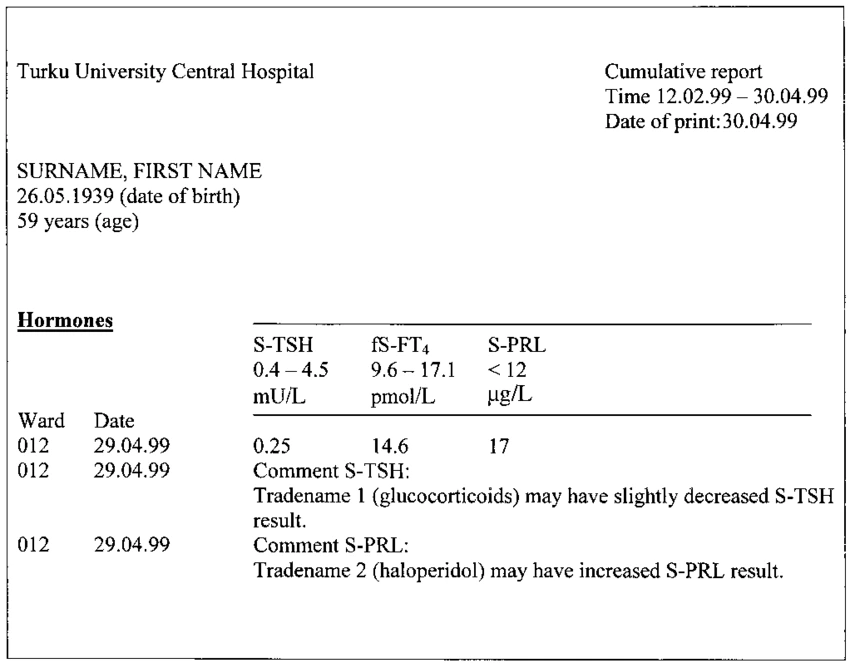 Turku University Central Hospital Cumulative report
Time 12.02.99 – 30.04.99
Date of print:30.04.99
SURNAME, FIRST NAME
26.05.1939 (date of birth)
59 years (age)
Hormones
S-TSH fS-FT₄ S-PRL
0.4 – 4.5 9.6 – 17.1 < 12
mU/L pmol/L µg/L
Ward Date
012 29.04.99 0.25 14.6 17
012 29.04.99 Comment S-TSH:
Tradename 1 (glucocorticoids) may have slightly decreased S-TSH
result.
012 29.04.99 Comment S-PRL:
Tradename 2 (haloperidol) may have increased S-PRL result.